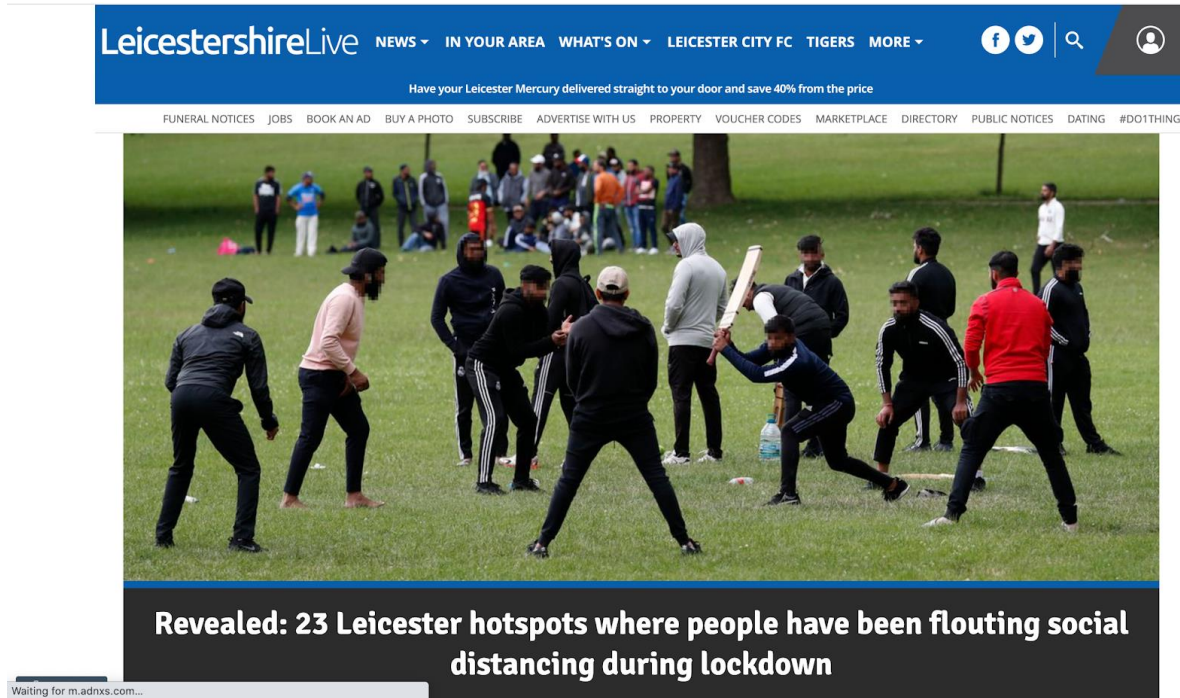 LeicestershireLive NEWS IN YOUR AREA WHAT'S ON LEICESTER CITY FC TIGERS MORE
Have your Leicester Mercury delivered straight to your door and save 40% from the price
FUNERAL NOTICES JOBS BOOK AN AD BUY A PHOTO SUBSCRIBE ADVERTISE WITH US PROPERTY VOUCHER CODES MARKETPLACE DIRECTORY PUBLIC NOTICES DATING #DO1THING
Revealed: 23 Leicester hotspots where people have been flouting social
distancing during lockdown
Waiting for m.adnxs.com...